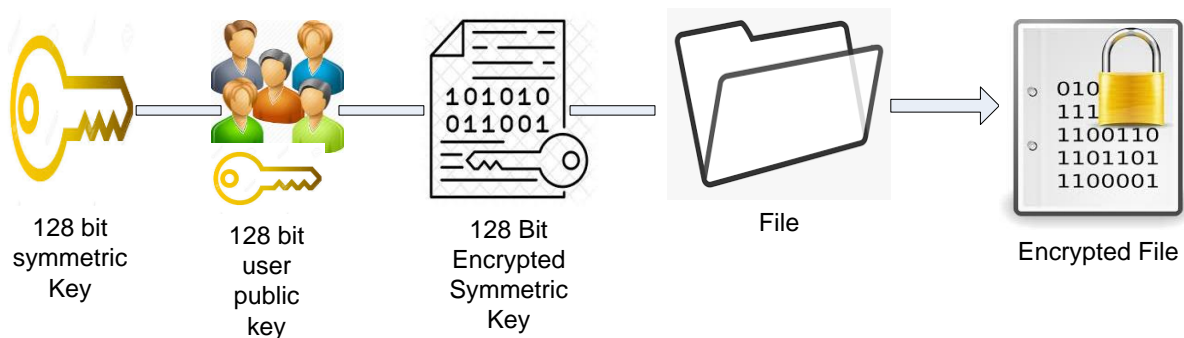 101010
011001
010
111
1100110
1101101
1100001
128 bit
symmetric
Key
128 bit
user
public
key
128 Bit
Encrypted
Symmetric
Key
File
Encrypted File